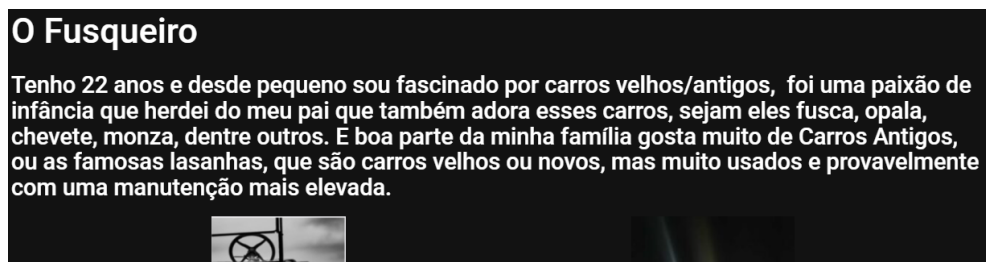 O Fusqueiro
Tenho 22 anos e desde pequeno sou fascinado por carros velhos/antigos,  foi uma paixão de
infância que herdei do meu pai que também adora esses carros, sejam eles fusca, opala,
chevete, monza, dentre outros. E boa parte da minha família gosta muito de Carros Antigos,
ou as famosas lasanhas, que são carros velhos ou novos, mas muito usados e provavelmente
com uma manutenção mais elevada.